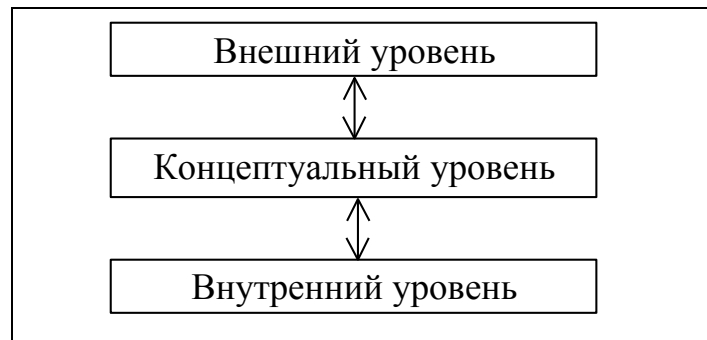 Внешний уровень
Концептуальный уровень
Внутренний уровень